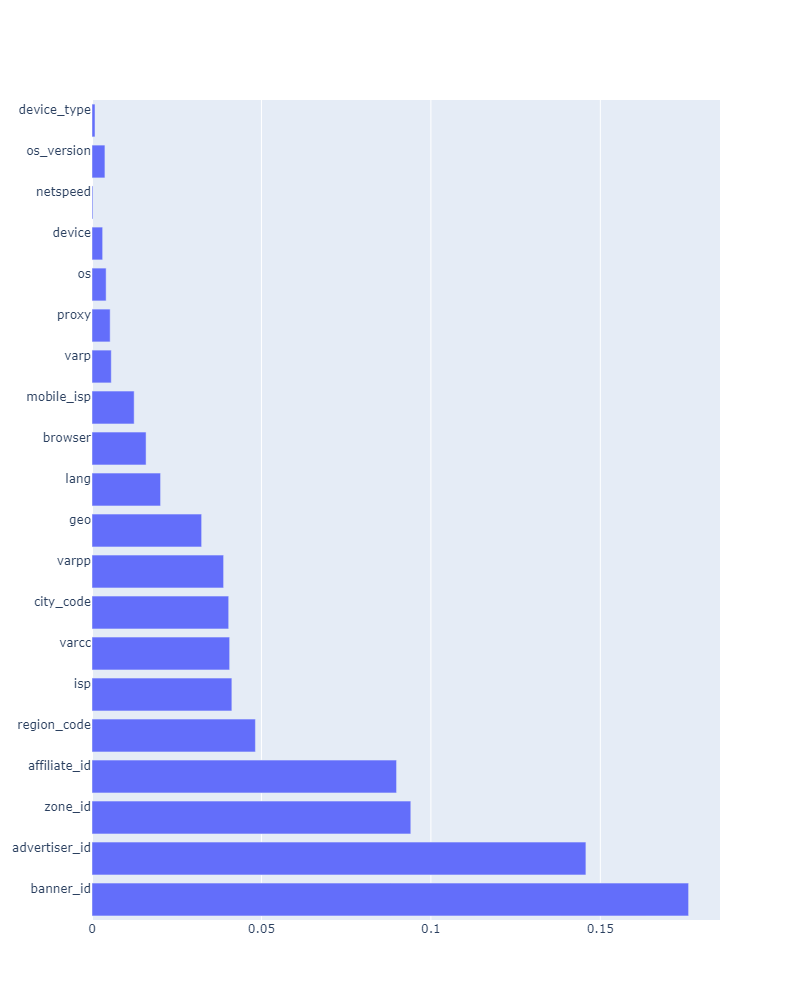 device_type
os_version
netspeed
device
os
proxy
varp
mobile_isp
browser
lang
geo
varpp
city_code
varcc
isp
region_code
affiliate_id
zone_id
advertiser_id
banner_id
0 0.05 0.1 0.15